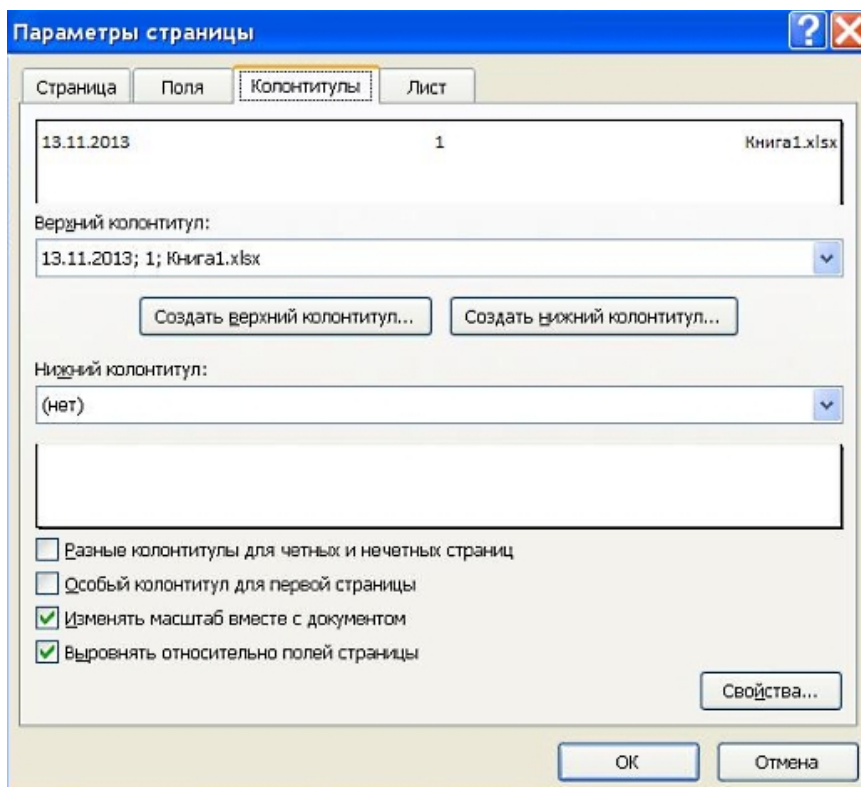 Параметры страницы
Страница Поля Колонтитулы Лист
13.11.2013 1 Книга1.xlsx
Верхний колонтитул:
13.11.2013; 1; Книга1.xlsx
Создать верхний колонтитул... Создать нижний колонтитул...
Нижний колонтитул:
(нет)
Разные колонтитулы для четных и нечетных страниц
Особый колонтитул для первой страницы
Изменять масштаб вместе с документом
Выровнять относительно полей страницы
Свойства...
ОК Отмена